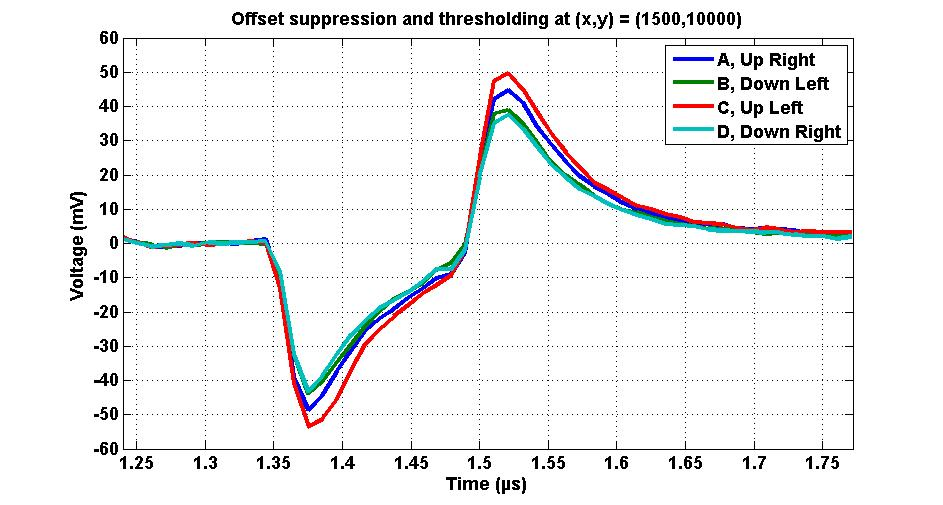 Offset suppression and thresholding at (x,y) = (1500,10000)
60
50
40
30
20
10
0
-10
-20
-30
-40
-50
-60
Voltage (mV)
A, Up Right
B, Down Left
C, Up Left
D, Down Right
1.25 1.3 1.35 1.4 1.45 1.5 1.55 1.6 1.65 1.7 1.75
Time (µs)